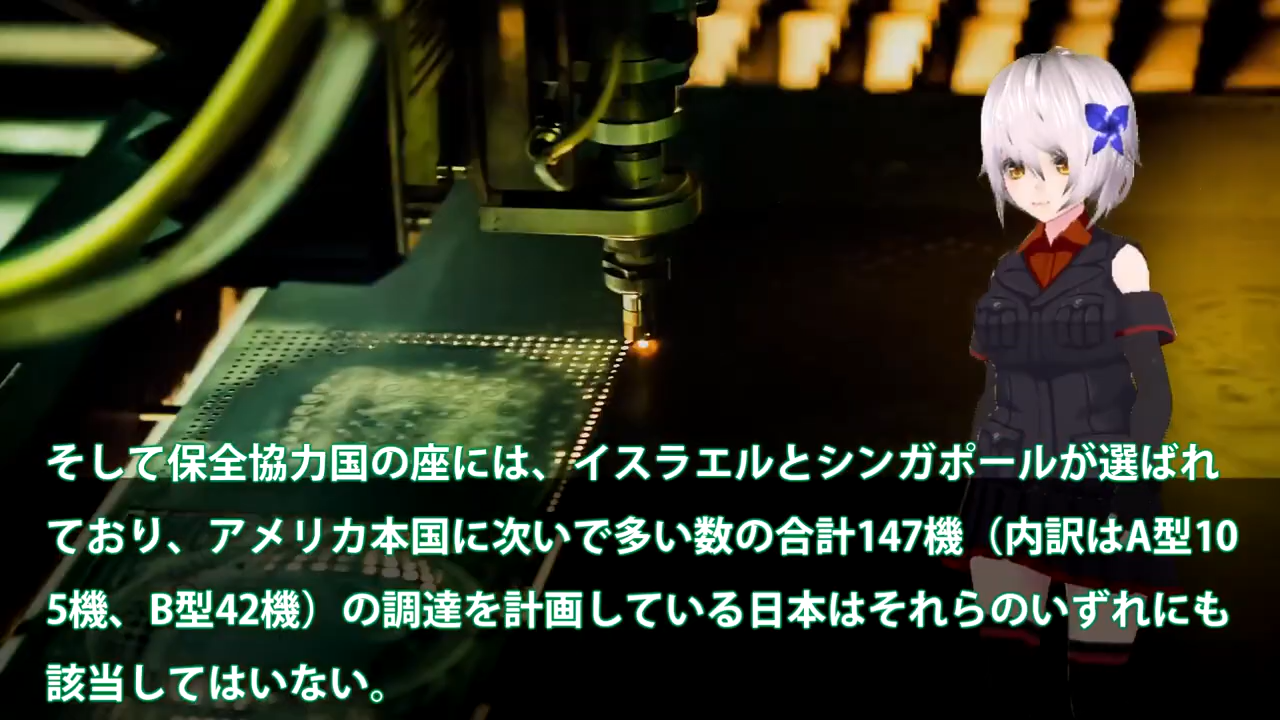 そして保全協力国の座には、イスラエルとシンガポールが選ばれ
ており、アメリカ本国に次いで多い数の合計147機（内訳はA型10
5機、B型42機）の調達を計画している日本はそれらのいずれにも
該当してはいない。